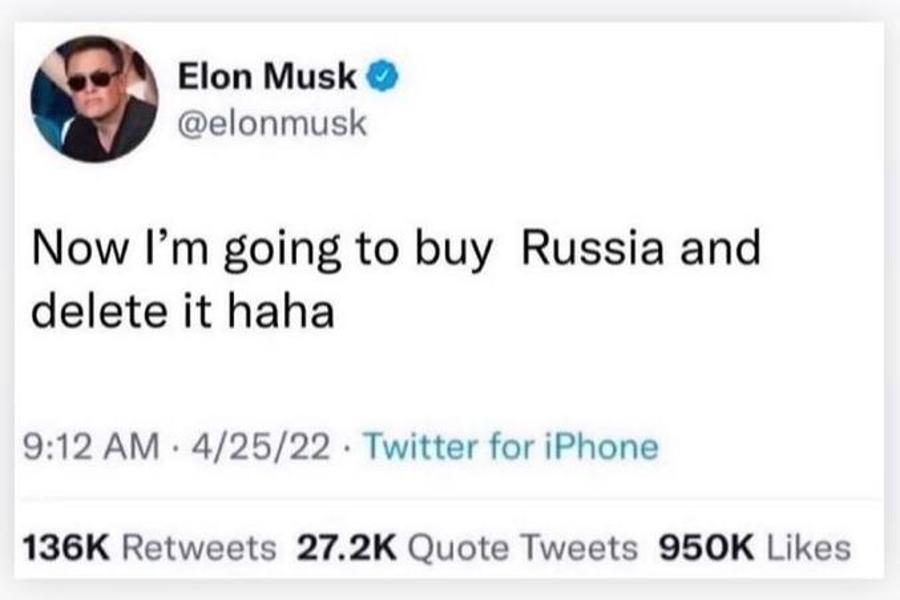 Elon Musk
@elonmusk
Now I’m going to buy  Russia and
delete it haha
9:12 AM · 4/25/22 · Twitter for iPhone
136K Retweets 27.2K Quote Tweets 950K Likes